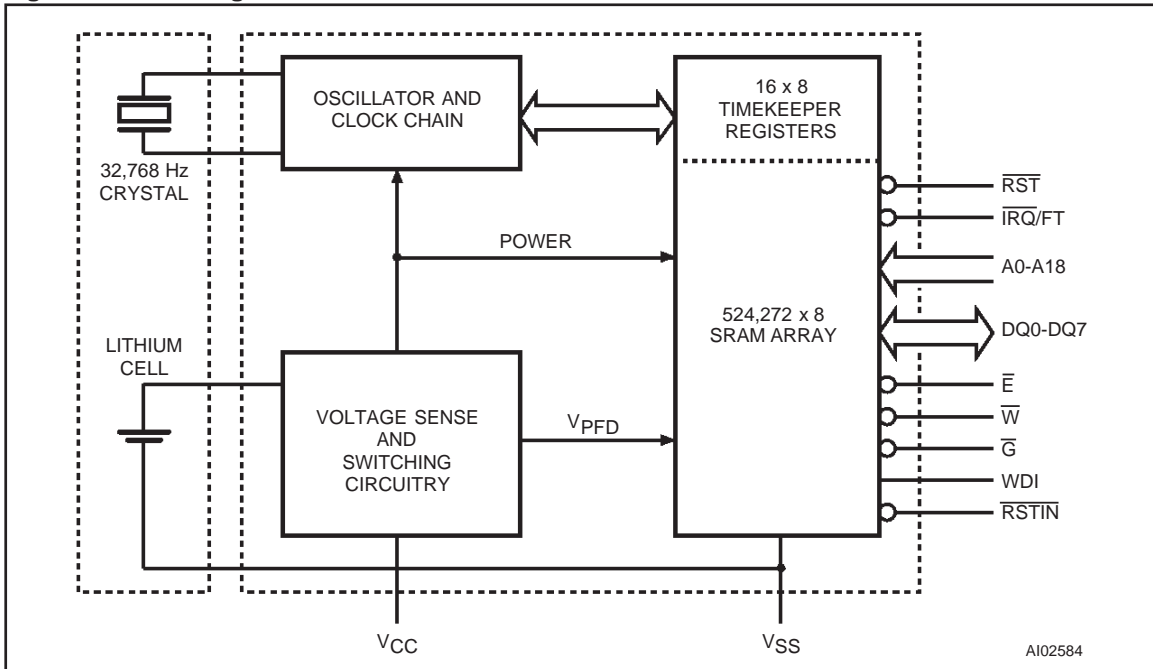 OSCILLATOR AND
CLOCK CHAIN
16 x 8
TIMEKEEPER
REGISTERS
32,768 Hz
CRYSTAL
RST
IRQ/FT
POWER
A0-A18
524,272 x 8
SRAM ARRAY
DQ0-DQ7
LITHIUM
CELL
VOLTAGE SENSE
AND
SWITCHING
CIRCUITRY
VPFD
E
W
G
WDI
RSTIN
VCC
VSS
AI02584